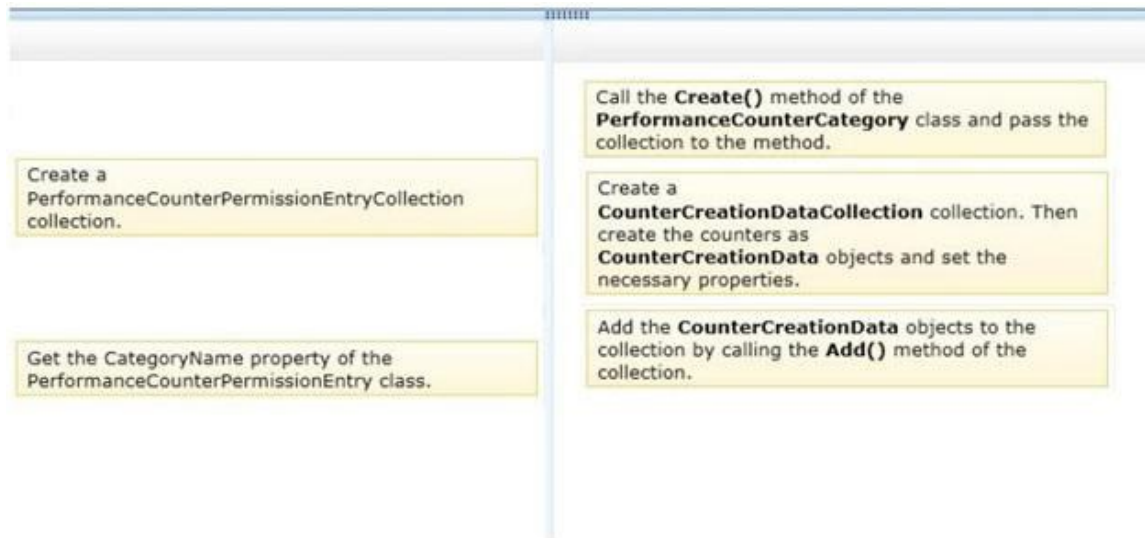 Create a
PerformanceCounterPermissionEntryCollection
collection.
Get the CategoryName property of the
PerformanceCounterPermissionEntry class.
Call the Create() method of the
PerformanceCounterCategory class and pass the
collection to the method.
Create a
CounterCreationDataCollection collection. Then
create the counters as
CounterCreationData objects and set the
necessary properties.
Add the CounterCreationData objects to the
collection by calling the Add() method of the
collection.